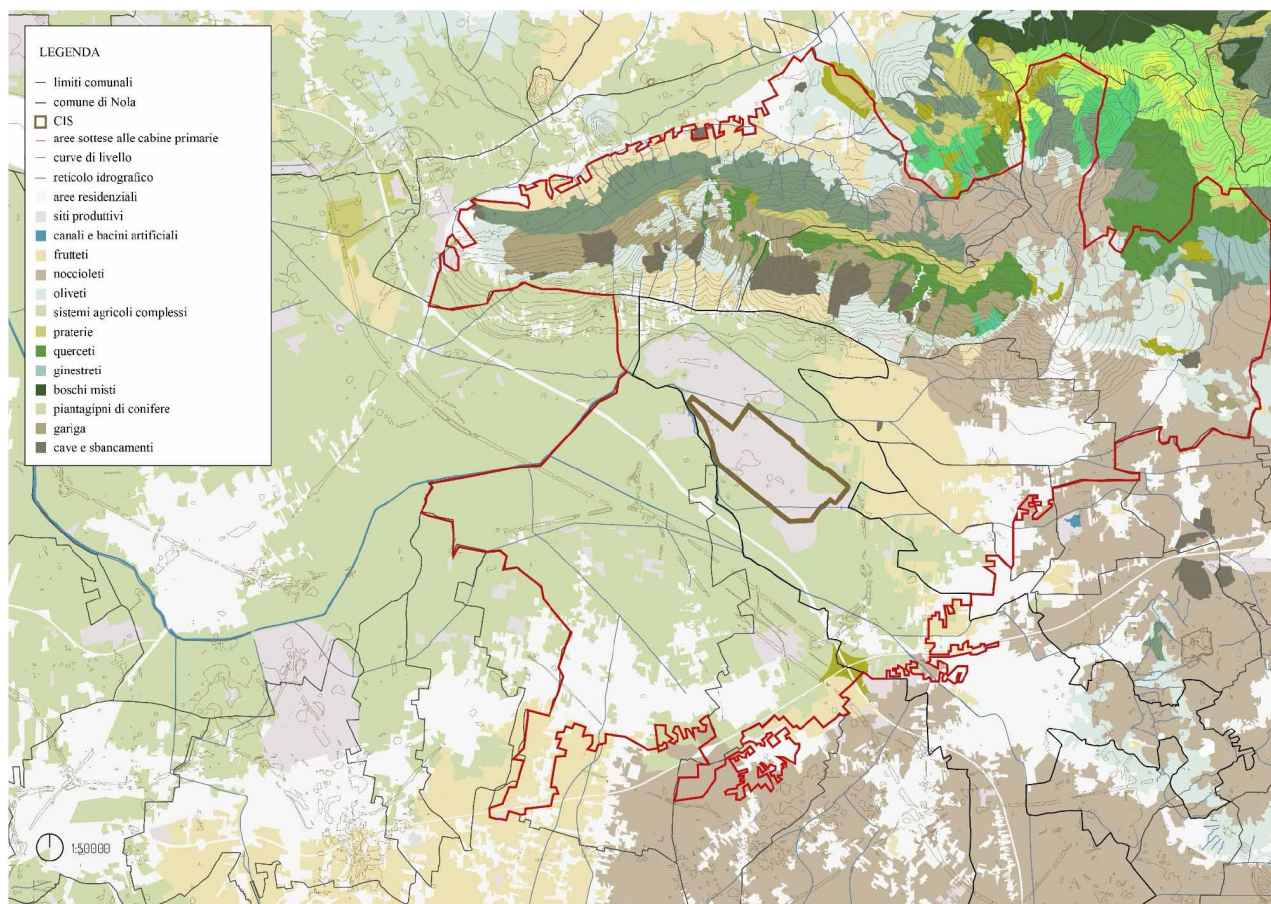 LEGENDA
limiti comunali
comune di Nola
CIS
aree sottese alle cabine primarie
curve di livello
reticolo idrografico
aree residenziali
siti produttivi
canali e bacini artificiali
frutteti
noccioleti
oliveti
sistemi agricoli complessi
praterie
querceti
ginestreti
boschi misti
piantagipni di conifere
gariga
cave e sbancamenti
1:50000